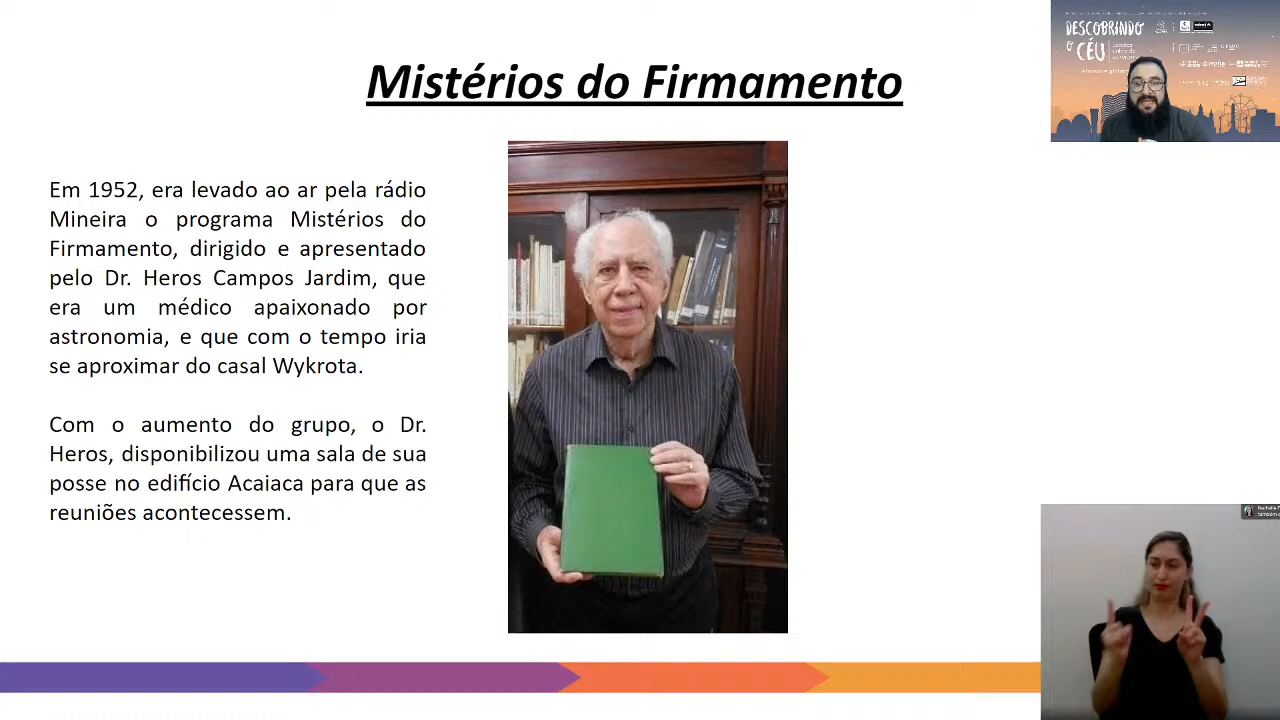 Mistérios do Firmamento
Em 1952, era levado ao ar pela rádio
Mineira o programa Mistérios do
Firmamento, dirigido e apresentado
pelo Dr. Heros Campos Jardim, que
era um médico apaixonado por
astronomia, e que com o tempo iria
se aproximar do casal Wykrota.
Com o aumento do grupo, o Dr.
Heros, disponibilizou uma sala de sua
posse no edifício Acaiaca para que as
reuniões acontecessem.
DESCOBRINDO
O CÉU